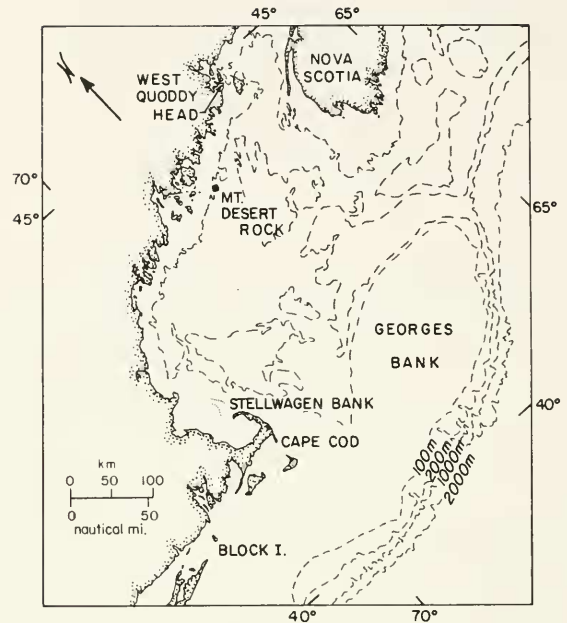 45° 65°
NOVA
SCOTIA
WEST
QUODDY
HEAD
70°
45°
65°
MT.
DESERT
ROCK
GEORGES
BANK
STELLWAGEN BANK
40°
CAPE COD
100m
200m
1000m
2000m
km
0 100
0 50
nautical mi.
BLOCK I.
40° 70°